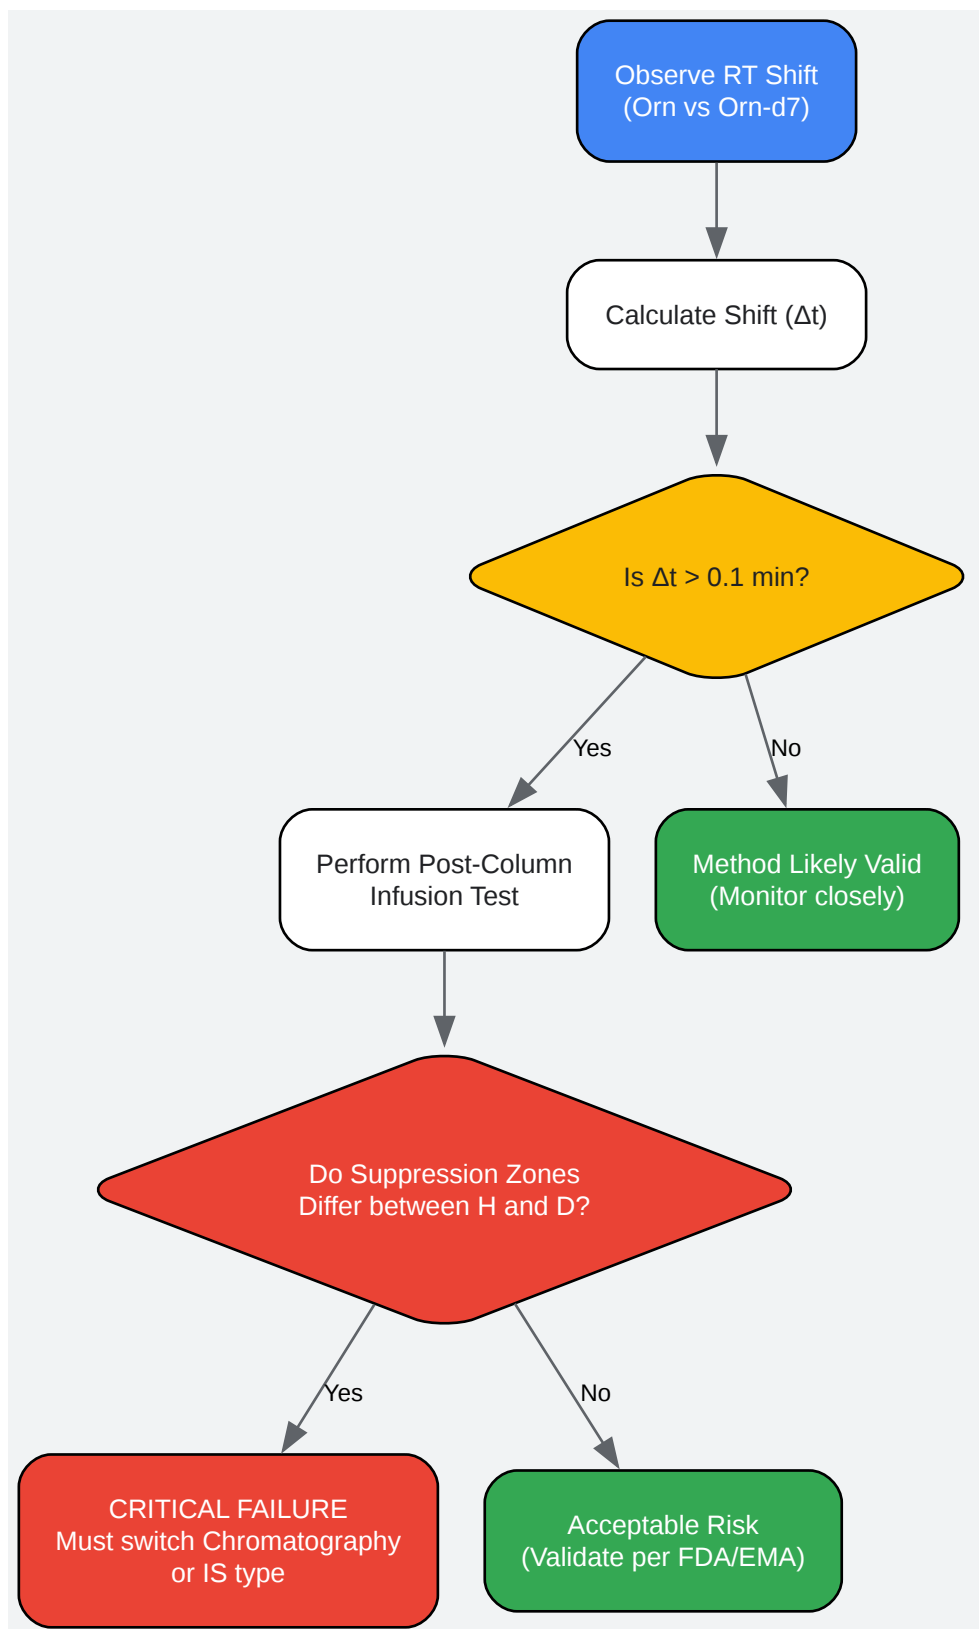 Observe RT Shift
(Orn vs Orn-d7)
Calculate Shift (Δt)
Is Δt > 0.1 min?
Yes
No
Perform Post-Column
Infusion Test
Method Likely Valid
(Monitor closely)
Do Suppression Zones
Differ between H and D?
Yes
No
CRITICAL FAILURE
Must switch Chromatography
or IS type
Acceptable Risk
(Validate per FDA/EMA)